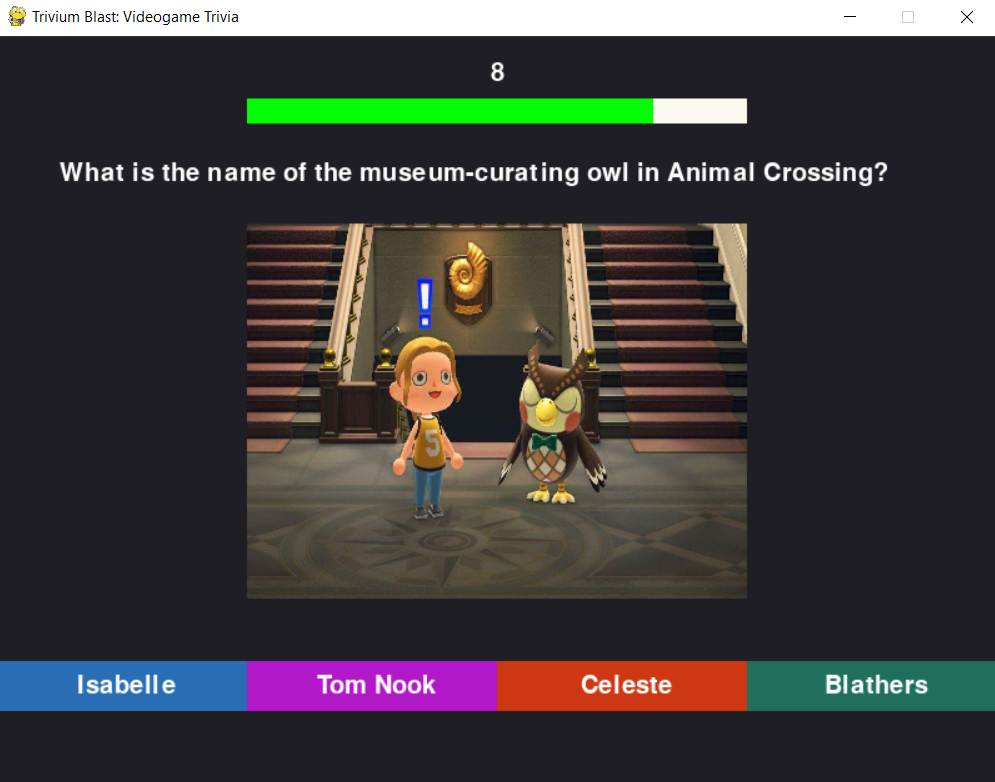 Trivium Blast: Videogame Trivia
8
What is the name of the museum-curating owl in Animal Crossing?
!
5
Isabelle
Tom Nook
Celeste
Blathers